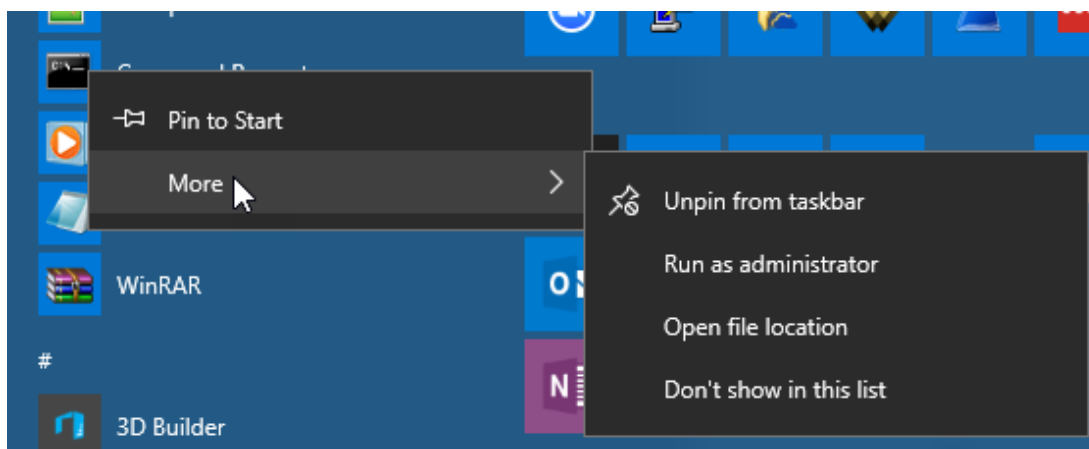 Pin to Start
More
Unpin from taskbar
Run as administrator
Open file location
Don't show in this list
WinRAR
#
3D Builder